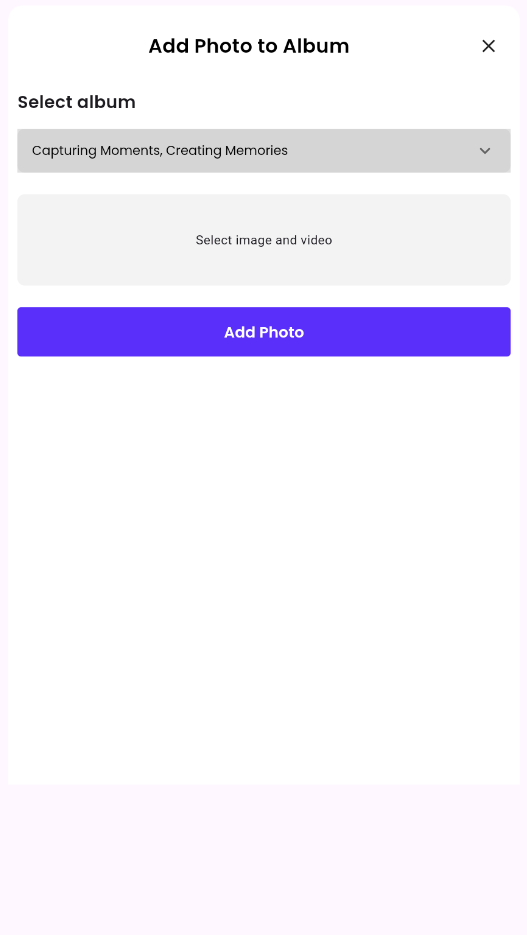 Add Photo to Album
Select album
Capturing Moments, Creating Memories
Select image and video
Add Photo